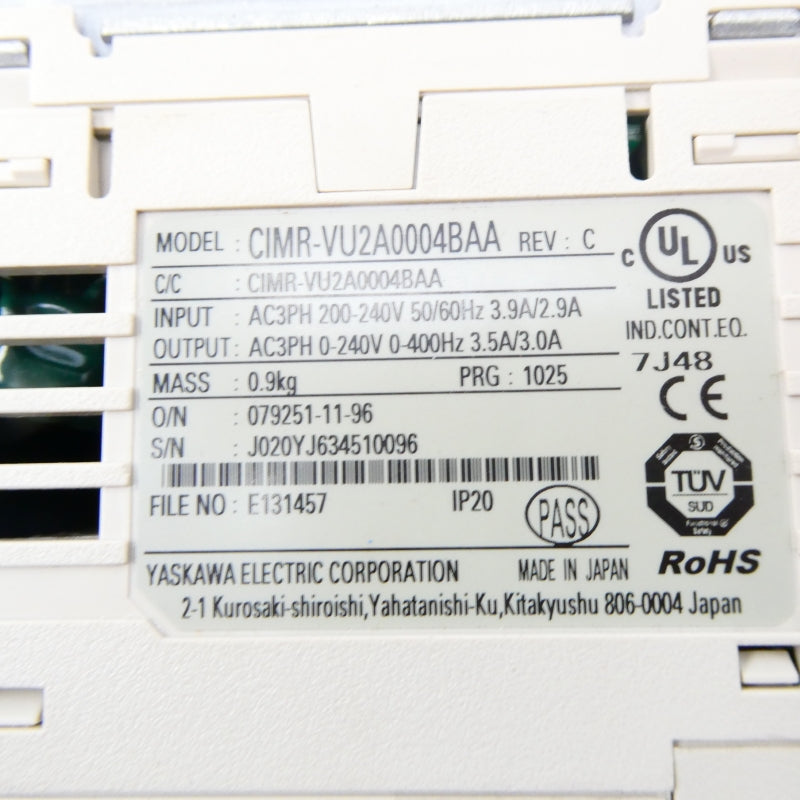 MODEL : CIMR-VU2A0004BAA REV : C
C/C : CIMR-VU2A0004BAA
INPUT : AC3PH 200-240V 50/60Hz 3.9A/2.9A
OUTPUT : AC3PH 0-240V 0-400Hz 3.5A/3.0A
MASS : 0.9kg PRG : 1025
O/N : 079251-11-96
S/N : J020YJ634510096
FILE NO : E131457 IP20 PASS
C UL US
LISTED
IND.CONT.EQ.
7J48
CE
TÜV
SUD
Functional
Safety
RoHS
YASKAWA ELECTRIC CORPORATION MADE IN JAPAN
2-1 Kurosaki-shiroishi,Yahatanishi-Ku,Kitakyushu 806-0004 Japan